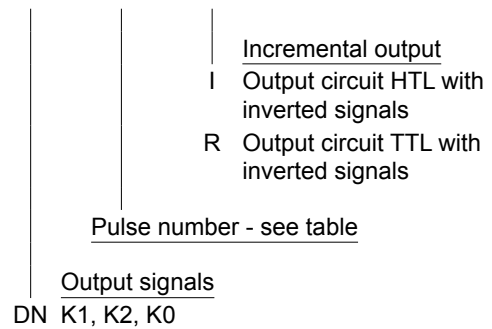 Incremental output
I Output circuit HTL with
inverted signals
R Output circuit TTL with
inverted signals
Pulse number - see table
Output signals
DN K1, K2, K0